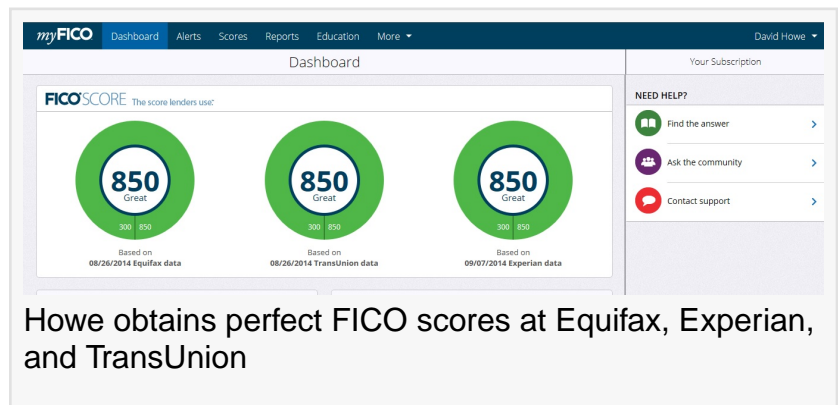 myFICO Dashboard Alerts Scores Reports Education More David Howe
Dashboard
Your Subscription
FICO SCORE The score lenders use.
NEED HELP?
Find the answer
Ask the community
Contact support
850 850 850
Great Great Great
300 850 300 850 300 850
Based on Based on Based on
08/26/2014 Equifax data 08/26/2014 TransUnion data 09/07/2014 Experian data
Howe obtains perfect FICO scores at Equifax, Experian,
and TransUnion